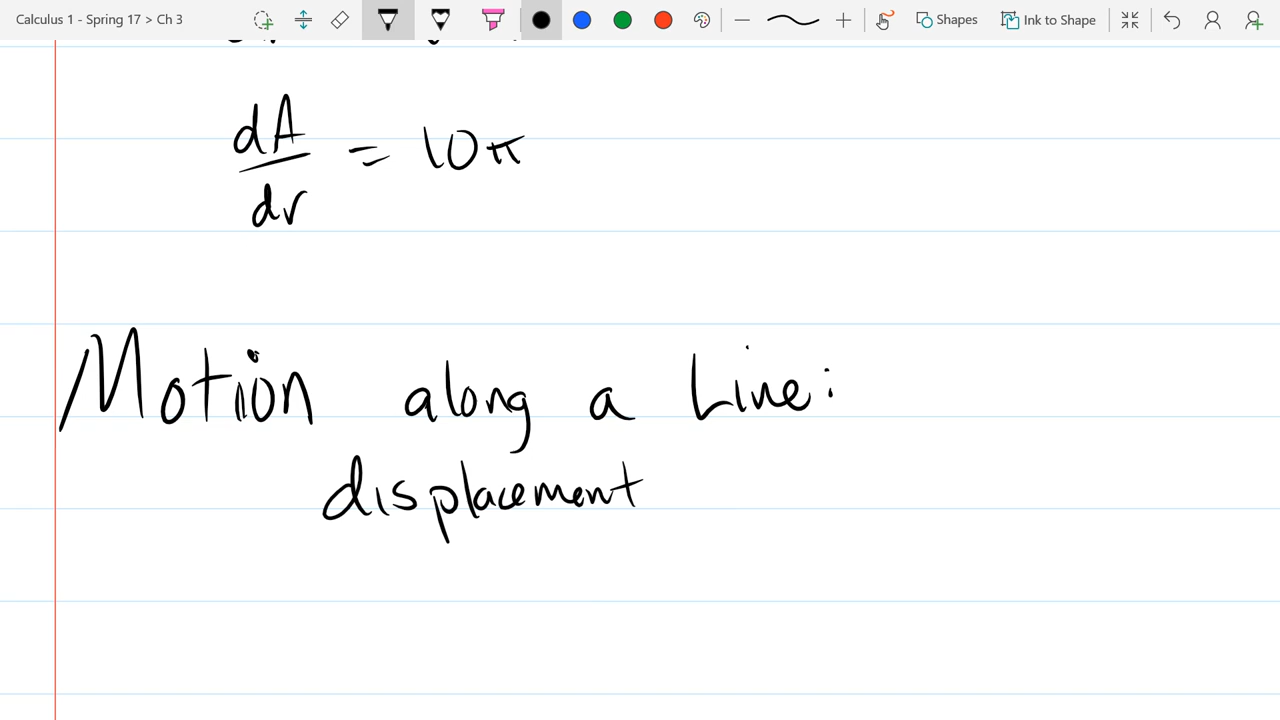 Calculus 1 - Spring 17 > Ch 3
Shapes
Ink to Shape
dA/dr = 10π
Motion along a Line:
displacement